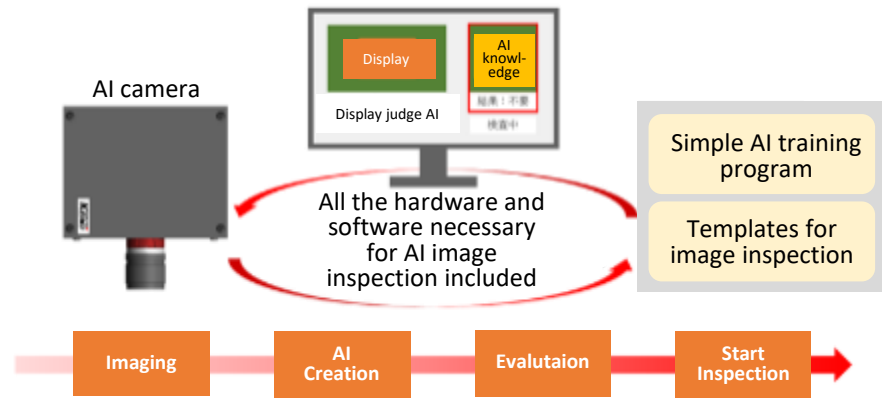 Display
AI
knowl-
edge
Display judge AI
結果！不要
検査中
AI camera
Simple AI training
program
Templates for
image inspection
All the hardware and
software necessary
for AI image
inspection included
Imaging
AI
Creation
Evalutaion
Start
Inspection